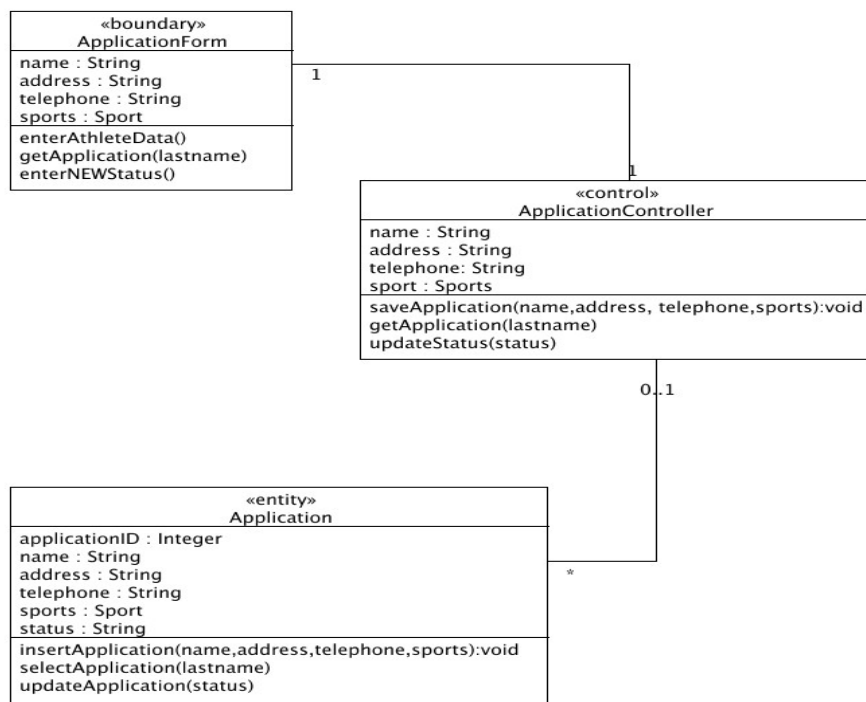 «boundary»
ApplicationForm
name : String
address : String
telephone : String
sports : Sport
enterAthleteData()
getApplication(lastname)
enterNEWStatus()
1
1
«control»
ApplicationController
name : String
address : String
telephone: String
sport : Sports
saveApplication(name,address, telephone,sports):void
getApplication(lastname)
updateStatus(status)
0..1
«entity»
Application
applicationID : Integer
name : String
address : String
telephone : String
sports : Sport
status : String
insertApplication(name,address,telephone,sports):void
selectApplication(lastname)
updateApplication(status)
*